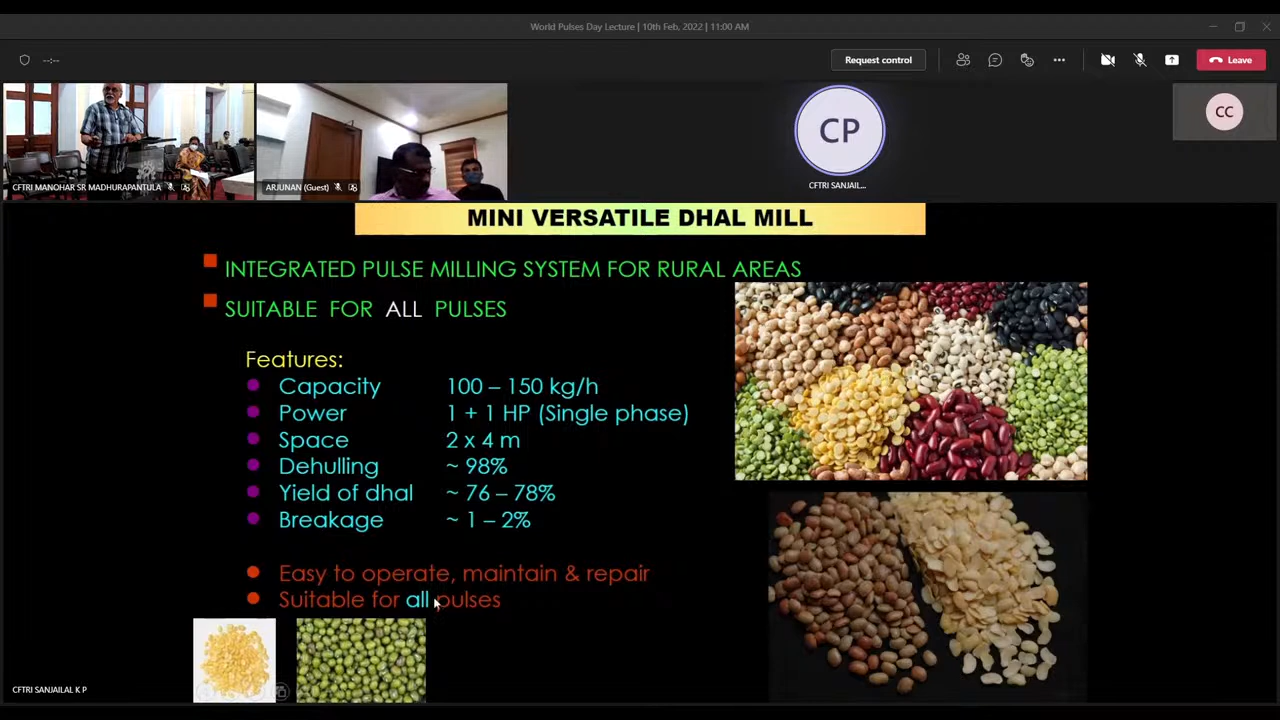 World Pulses Day Lecture | 10th Feb, 2022 | 11:00 AM
--:--
Request control
Leave
CP
CC
CFTRI MANOHAR SR MADHURAPANTULA
ARJUNAN (Guest)
CFTRI SANJAIL...
MINI VERSATILE DHAL MILL
INTEGRATED PULSE MILLING SYSTEM FOR RURAL AREAS
SUITABLE FOR ALL PULSES
Features:
Capacity 100 – 150 kg/h
Power 1 + 1 HP (Single phase)
Space 2 x 4 m
Dehulling ~ 98%
Yield of dhal ~ 76 – 78%
Breakage ~ 1 – 2%
Easy to operate, maintain & repair
Suitable for all pulses
CFTRI SANJAILAL K P